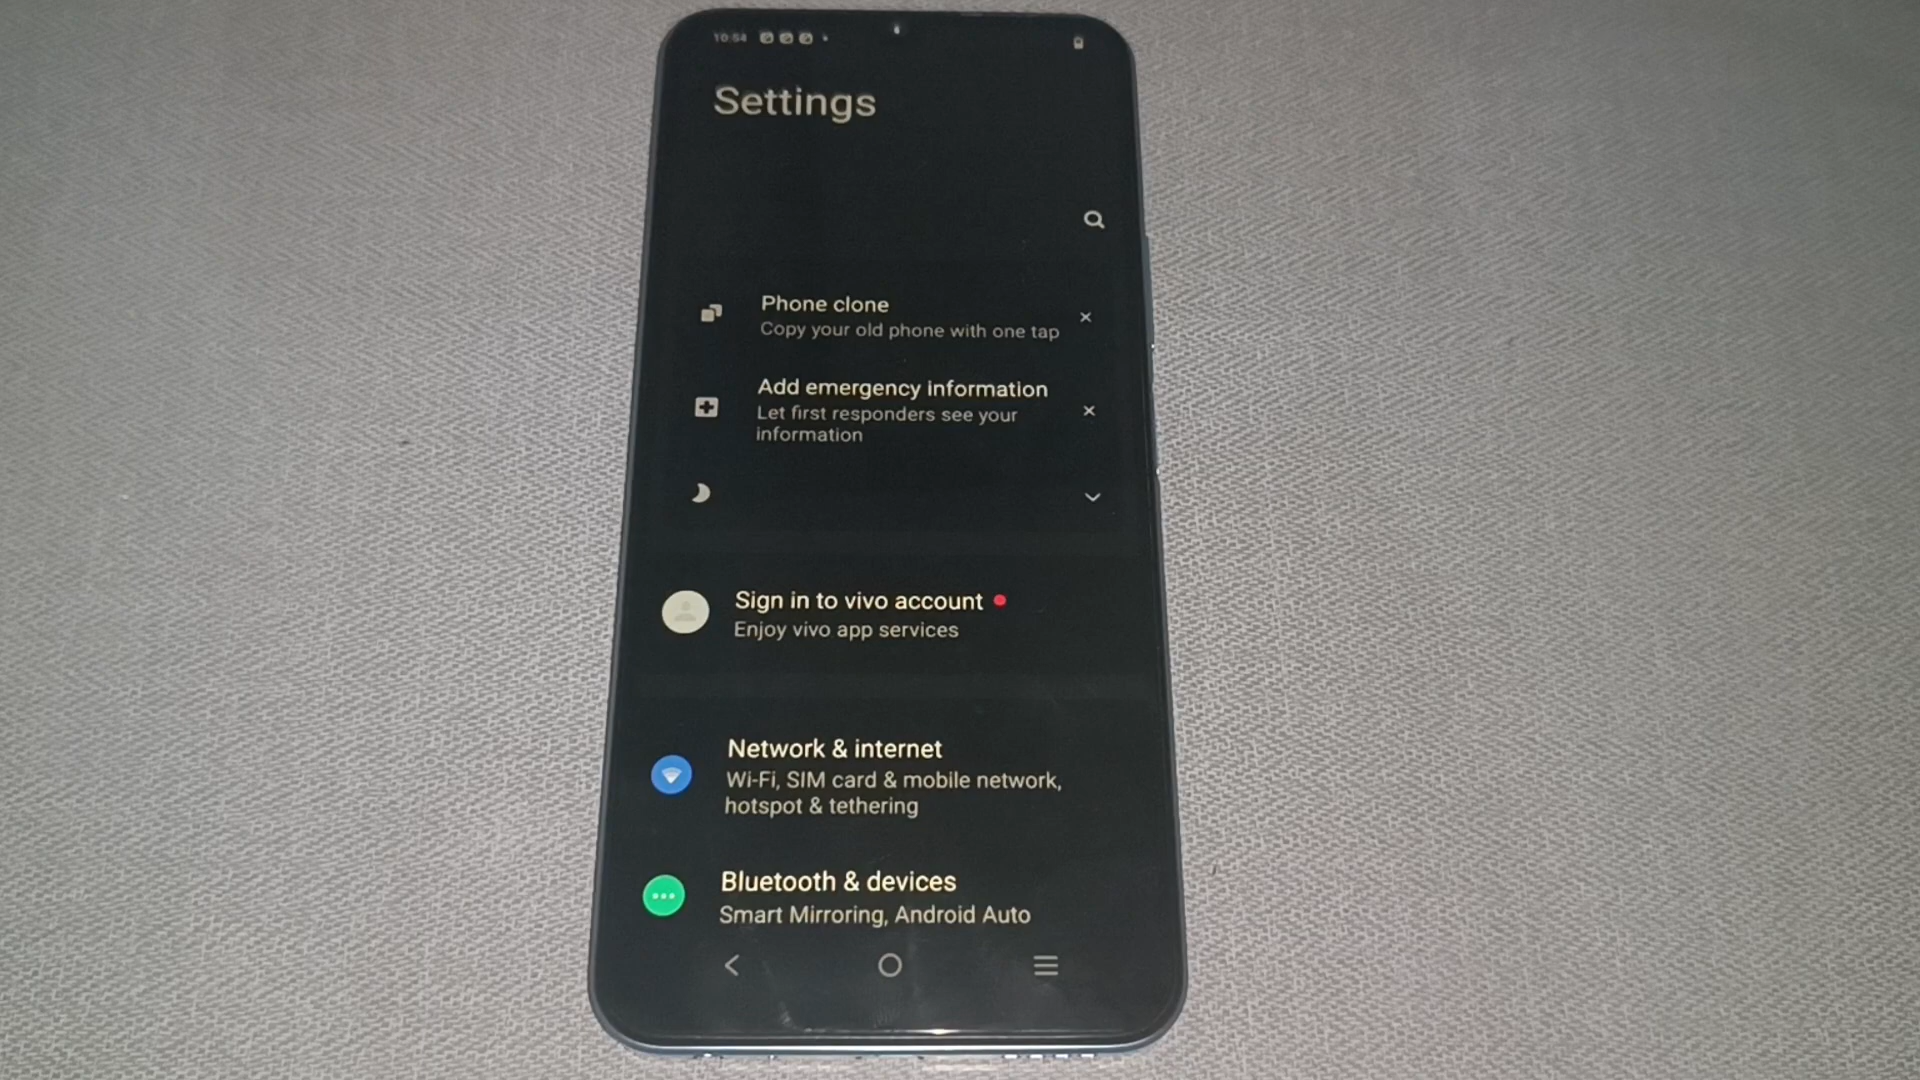 10:54
Settings
Phone clone
Copy your old phone with one tap
Add emergency information
Let first responders see your
information
Sign in to vivo account
Enjoy vivo app services
Network & internet
Wi-Fi, SIM card & mobile network,
hotspot & tethering
Bluetooth & devices
Smart Mirroring, Android Auto